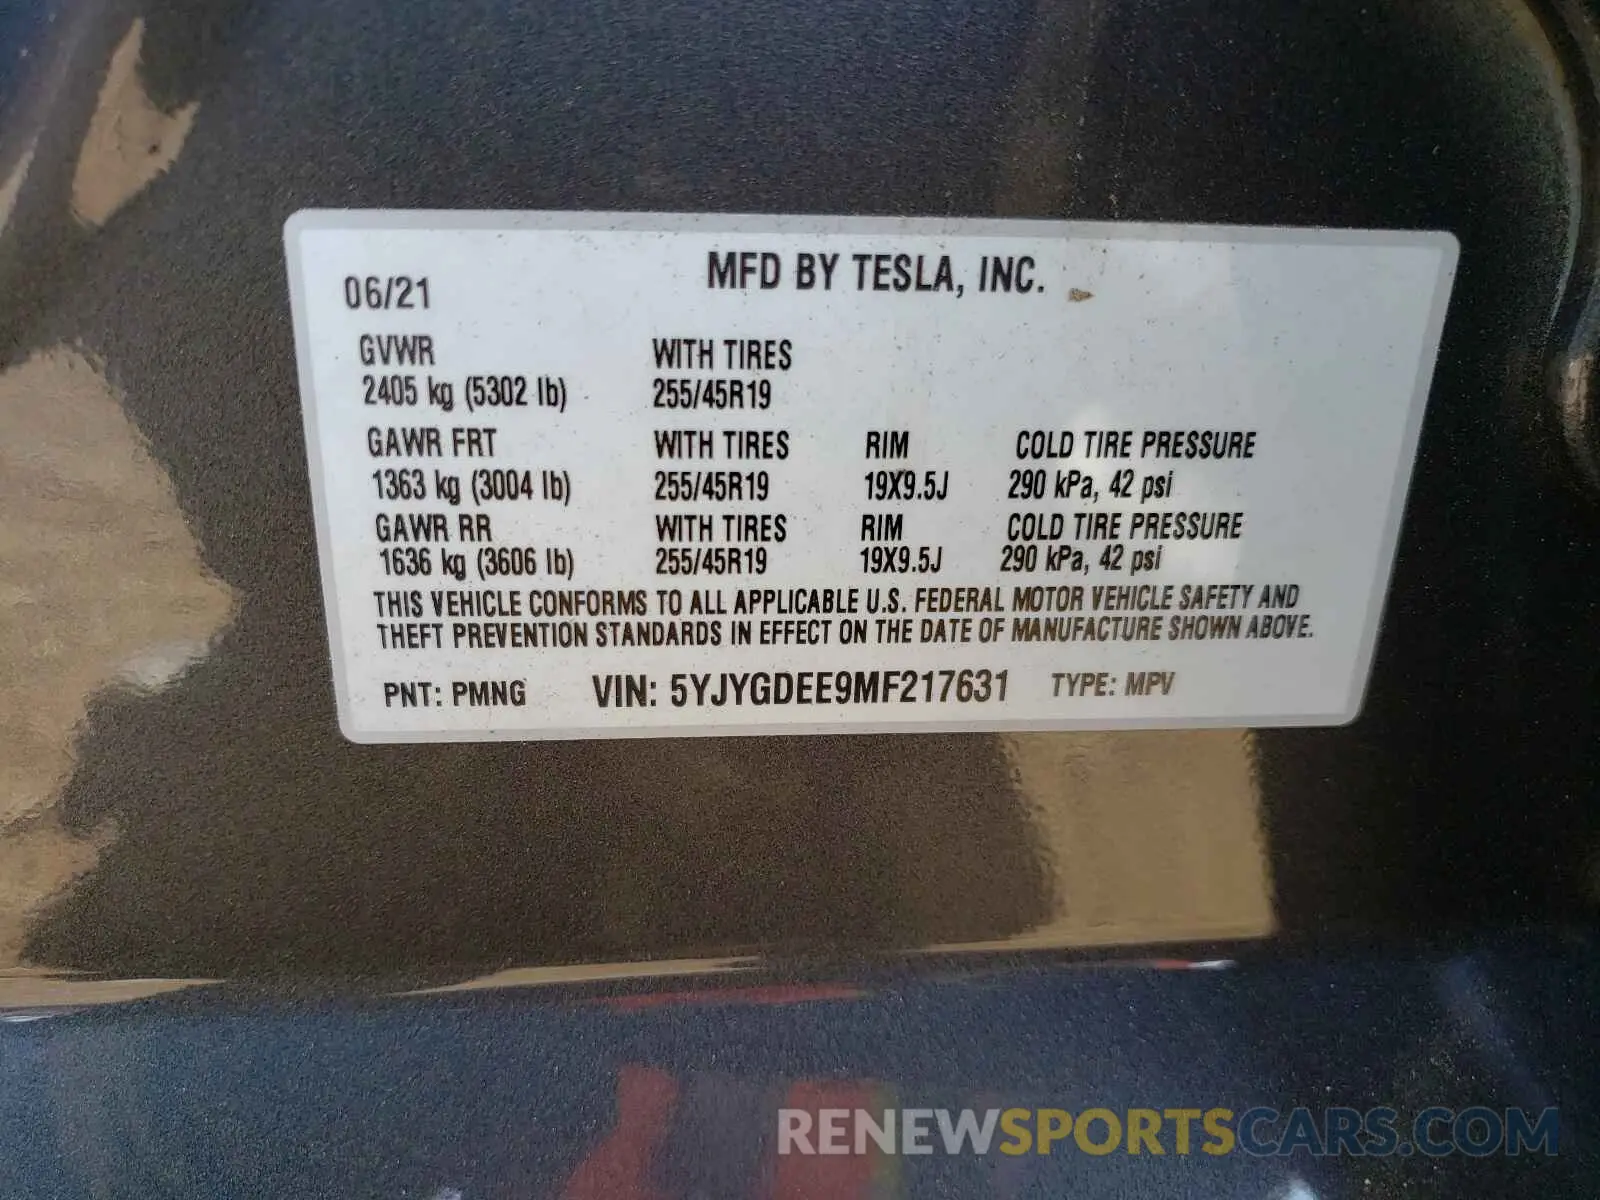 06/21
MFD BY TESLA, INC.
GVWR WITH TIRES
2405 kg (5302 lb) 255/45R19
GAWR FRT WITH TIRES RIM COLD TIRE PRESSURE
1363 kg (3004 lb) 255/45R19 19X9.5J 290 kPa, 42 psi
GAWR RR WITH TIRES RIM COLD TIRE PRESSURE
1636 kg (3606 lb) 255/45R19 19X9.5J 290 kPa, 42 psi
THIS VEHICLE CONFORMS TO ALL APPLICABLE U.S. FEDERAL MOTOR VEHICLE SAFETY AND
THEFT PREVENTION STANDARDS IN EFFECT ON THE DATE OF MANUFACTURE SHOWN ABOVE.
PNT: PMNG VIN: 5YJYGDEE9MF217631 TYPE: MPV
RENEWSPORTSCARS.COM